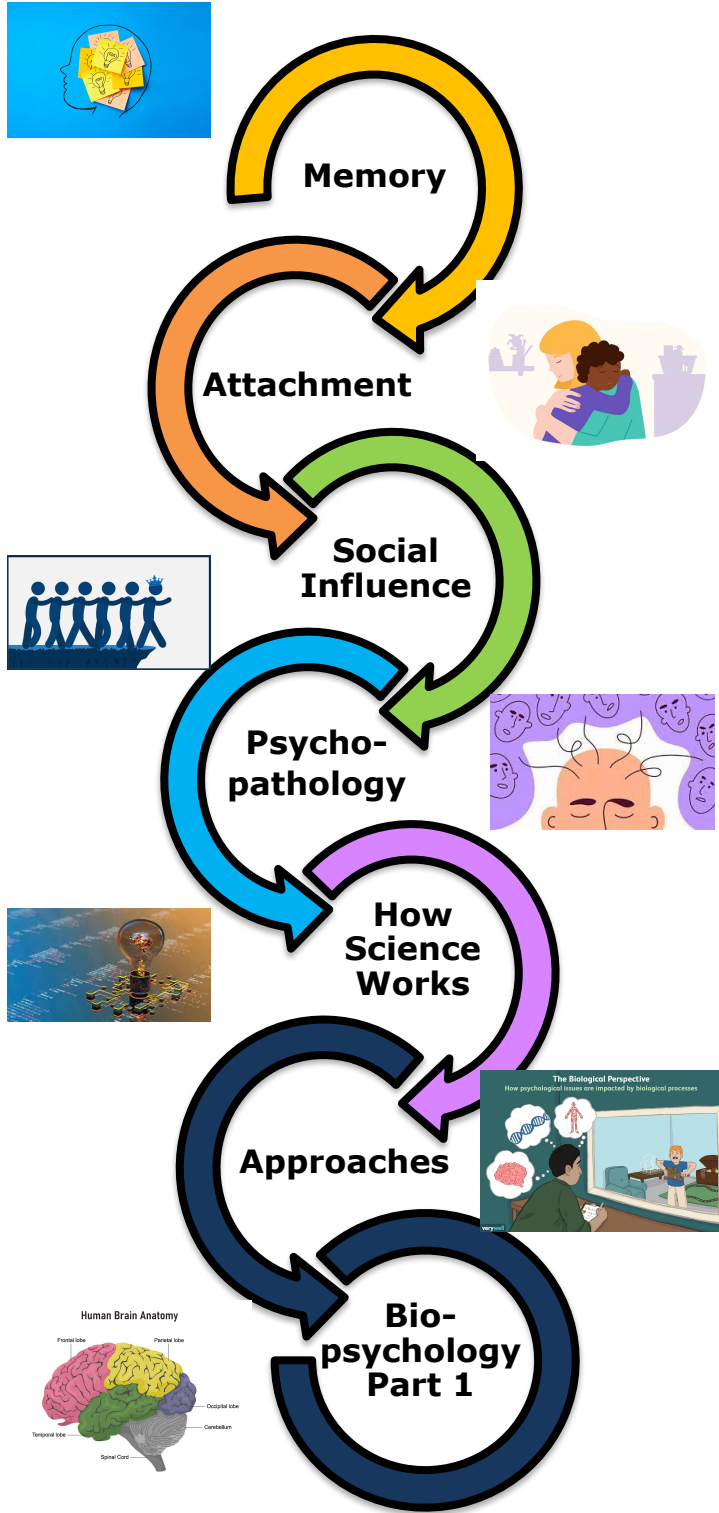 Memory
Attachment
Social
Influence
Psycho-
pathology
How
Science
Works
The Biological Perspective
How psychological issues are impacted by biological processes
verywell
Approaches
Human Brain Anatomy
Frontal lobe
Parietal lobe
Occipital lobe
Cerebellum
Temporal lobe
Spinal Cord
Bio-
psychology
Part 1